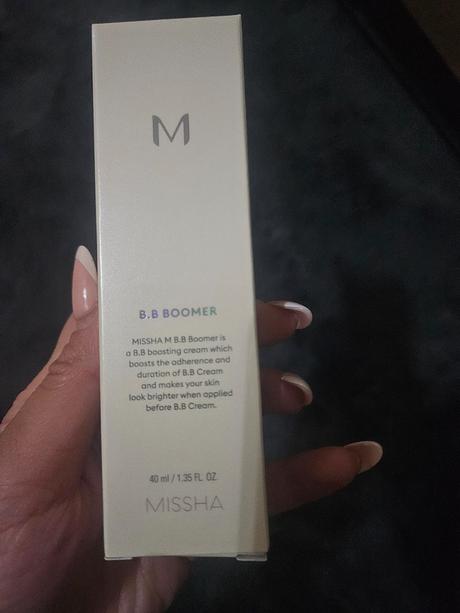 M
B.B BOOMER
MISSHA M B.B Boomer is
a B.B boosting cream which
boosts the adherence and
duration of B.B Cream
and makes your skin
look brighter when applied
before B.B Cream.
40 ml / 1.35 FL. OZ.
MISSHA